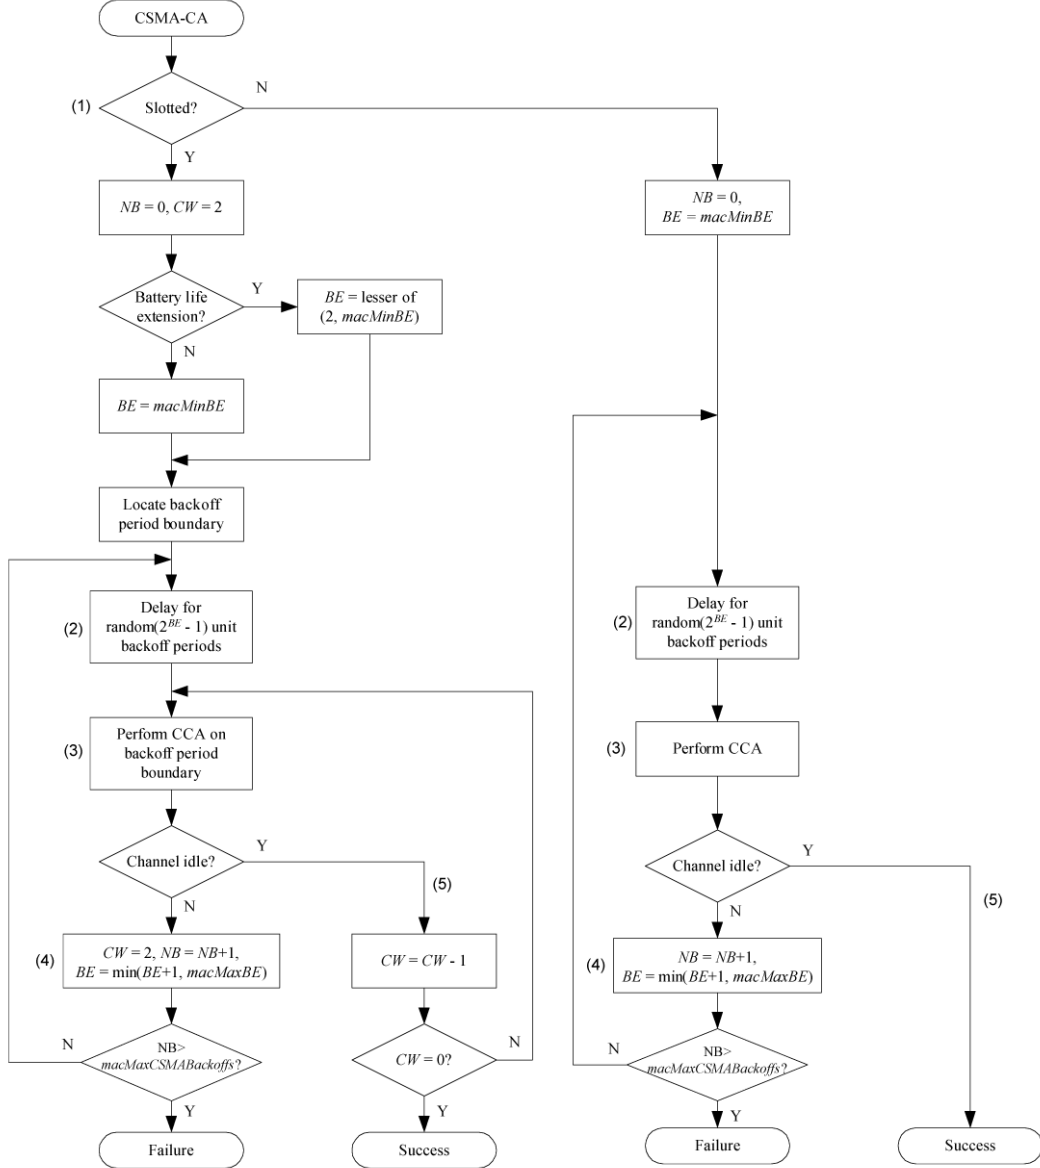 CSMA-CA
(1)
Slotted?
N
Y
NB = 0, CW = 2
Battery life
extension?
Y
N
BE = lesser of
(2, macMinBE)
BE = macMinBE
Locate backoff
period boundary
(2)
Delay for
random(2^BE - 1) unit
backoff periods
(3)
Perform CCA on
backoff period
boundary
Channel idle?
Y
N
(5)
(4)
CW = 2, NB = NB+1,
BE = min(BE+1, macMaxBE)
CW = CW - 1
N
NB>
macMaxCSMABackoffs?
Y
CW = 0?
N
Y
Failure
Success
NB = 0,
BE = macMinBE
(2)
Delay for
random(2^BE - 1) unit
backoff periods
(3)
Perform CCA
Channel idle?
Y
N
(5)
(4)
NB = NB+1,
BE = min(BE+1, macMaxBE)
N
NB>
macMaxCSMABackoffs?
Y
Failure
Success